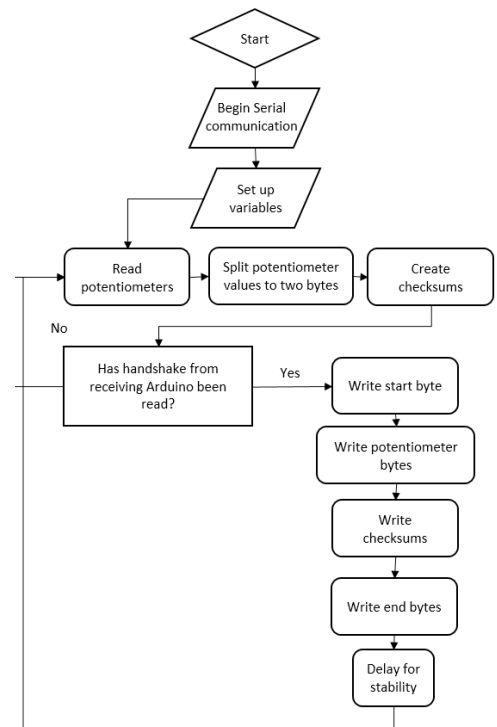 Start
Begin Serial
communication
Set up
variables
Read
potentiometers
Split potentiometer
values to two bytes
Create
checksums
No
Has handshake from
receiving Arduino been
read?
Yes
Write start byte
Write potentiometer
bytes
Write
checksums
Write end bytes
Delay for
stability